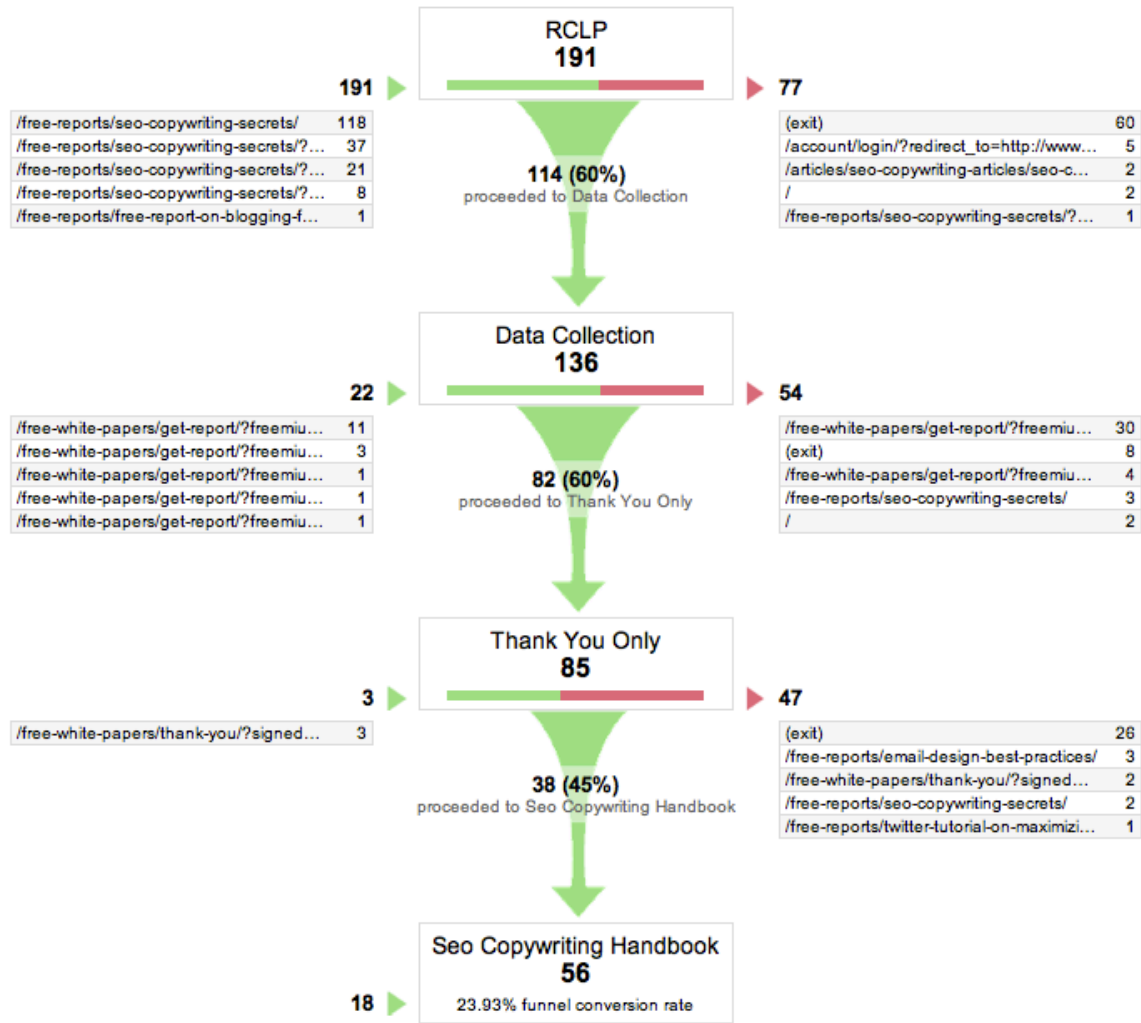 RCLP
191
191
77
/free-reports/seo-copywriting-secrets/ 118
/free-reports/seo-copywriting-secrets/?... 37
/free-reports/seo-copywriting-secrets/?... 21
/free-reports/seo-copywriting-secrets/?... 8
/free-reports/free-report-on-blogging-f... 1
(exit) 60
/account/login/?redirect_to=http://www... 5
/articles/seo-copywriting-articles/seo-c... 2
/ 2
/free-reports/seo-copywriting-secrets/?... 1
114 (60%)
proceeded to Data Collection
Data Collection
136
22
54
/free-white-papers/get-report/?freemiu... 11
/free-white-papers/get-report/?freemiu... 3
/free-white-papers/get-report/?freemiu... 1
/free-white-papers/get-report/?freemiu... 1
/free-white-papers/get-report/?freemiu... 1
/free-white-papers/get-report/?freemiu... 30
(exit) 8
/free-white-papers/get-report/?freemiu... 4
/free-reports/seo-copywriting-secrets/ 3
/ 2
82 (60%)
proceeded to Thank You Only
Thank You Only
85
3
47
/free-white-papers/thank-you/?signed... 3
(exit) 26
/free-reports/email-design-best-practices/ 3
/free-white-papers/thank-you/?signed... 2
/free-reports/seo-copywriting-secrets/ 2
/free-reports/twitter-tutorial-on-maximizi... 1
38 (45%)
proceeded to Seo Copywriting Handbook
Seo Copywriting Handbook
56
18
23.93% funnel conversion rate